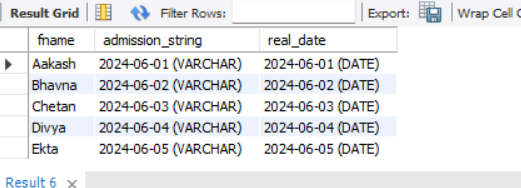 Result Grid Filter Rows: Export: Wrap Cell C
fname admission_string real_date
Aakash 2024-06-01 (VARCHAR) 2024-06-01 (DATE)
Bhavna 2024-06-02 (VARCHAR) 2024-06-02 (DATE)
Chetan 2024-06-03 (VARCHAR) 2024-06-03 (DATE)
Divya 2024-06-04 (VARCHAR) 2024-06-04 (DATE)
Ekta 2024-06-05 (VARCHAR) 2024-06-05 (DATE)
Result 6 ×